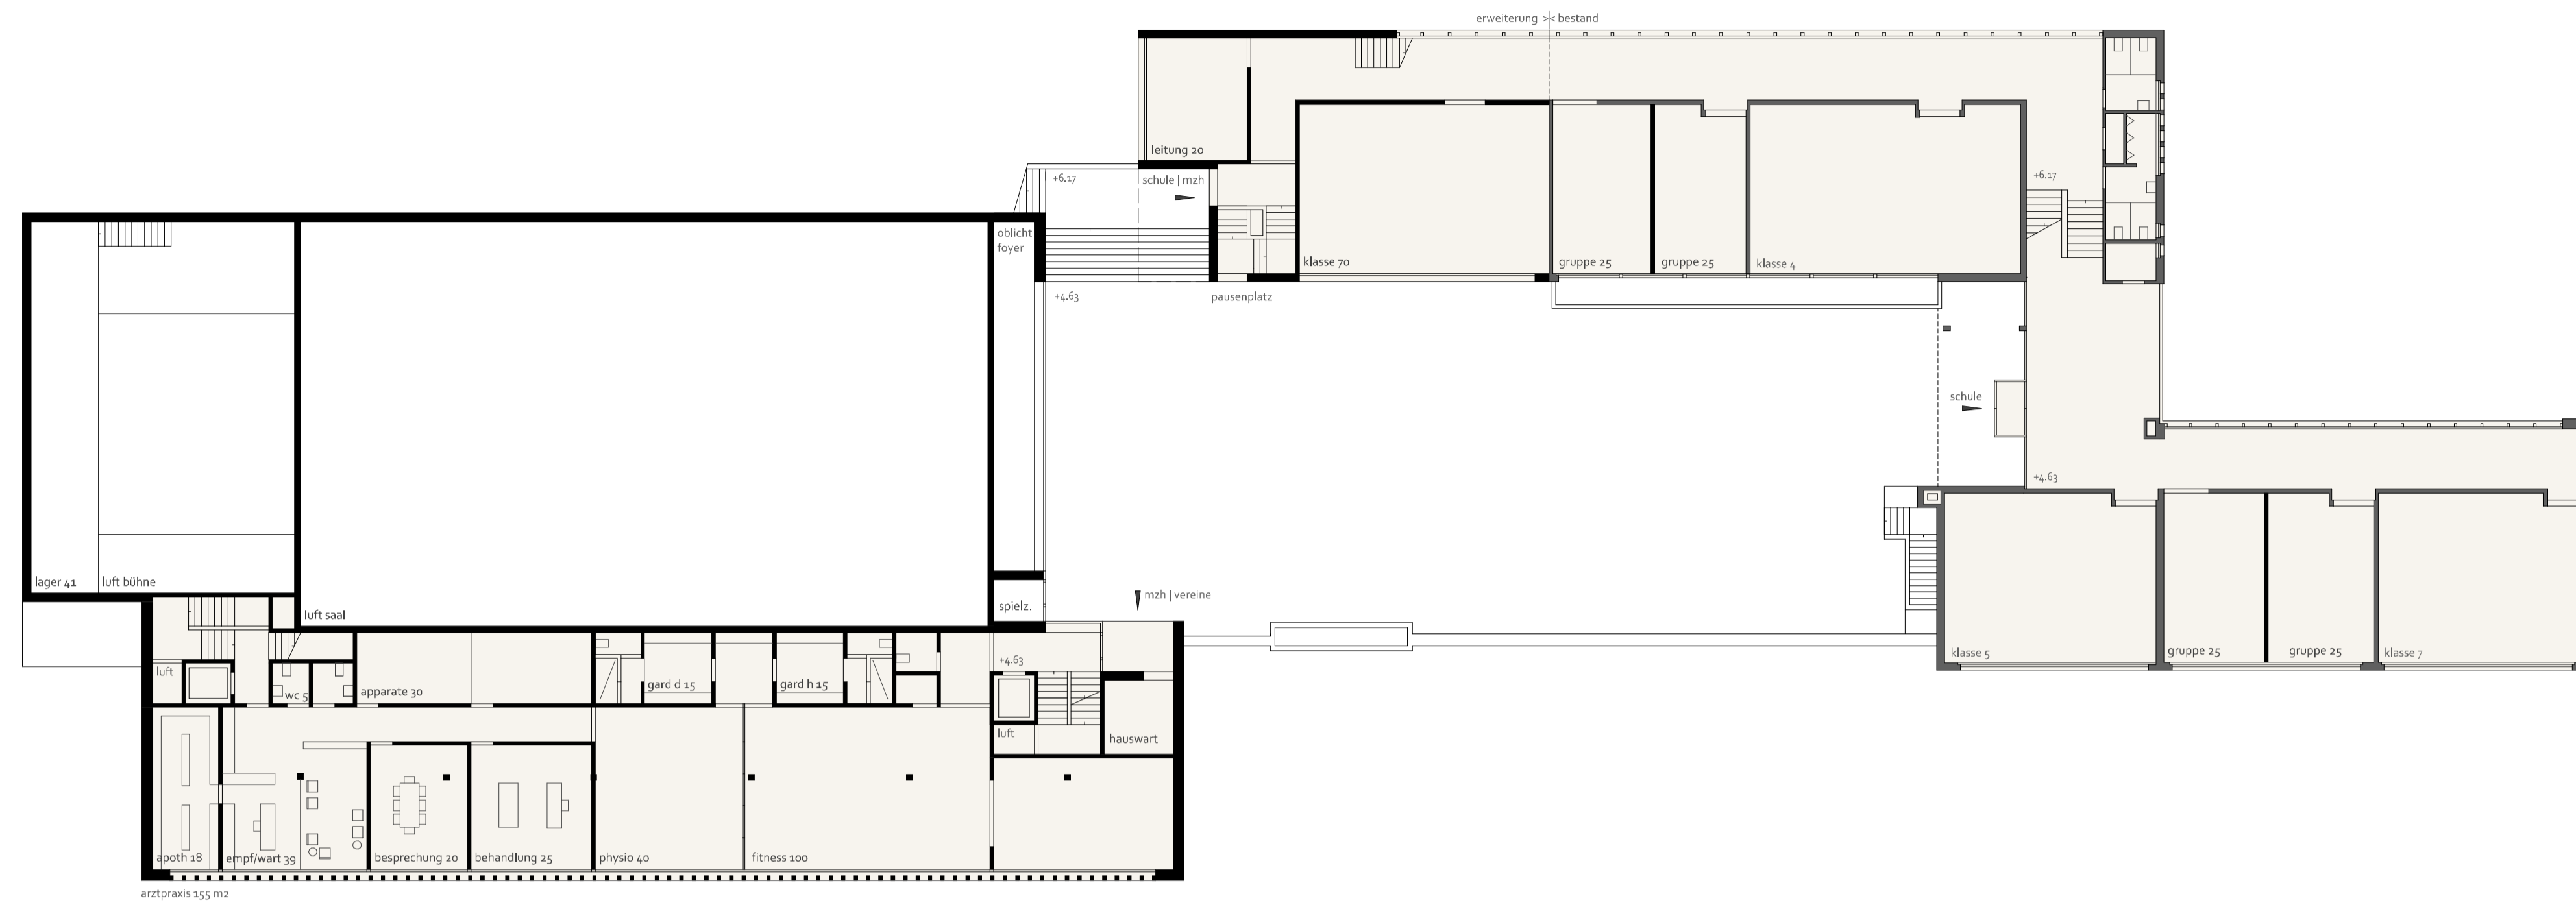 erweiterung >< bestand
leitung 20
+6.17
schule | mzh
+6.17
oblicht
foyer
klasse 70
gruppe 25
gruppe 25
klasse 4
+4.63
pausenplatz
schule
+4.63
lager 41
luft bühne
luft saal
spielz.
mzh | vereine
klasse 5
gruppe 25
gruppe 25
klasse 7
luft
wc 5
apparate 30
gard d 15
gard h 15
+4.63
luft
hauswart
apoth 18
empf/wart 39
besprechung 20
behandlung 25
physio 40
fitness 100
arztpraxis 155 m2